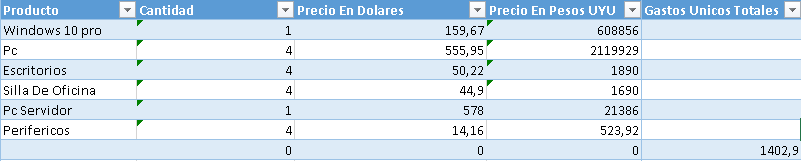 Producto Cantidad Precio En Dolares Precio En Pesos UYU Gastos Unicos Totales
Windows 10 pro 1 159,67 608856
Pc 4 555,95 2119929
Escritorios 4 50,22 1890
Silla De Oficina 4 44,9 1690
Pc Servidor 1 578 21386
Perifericos 4 14,16 523,92
0 0 0 1402,9